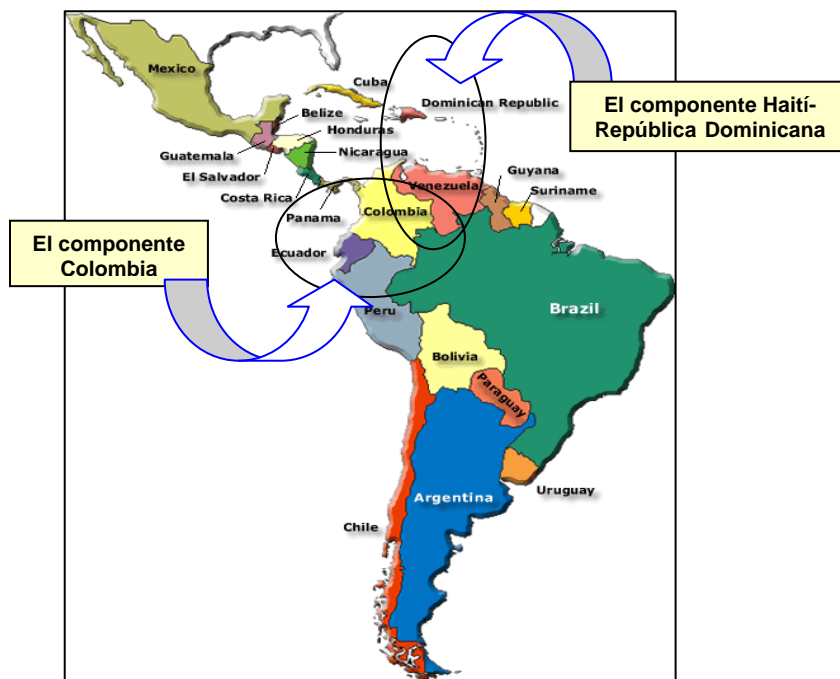 Mexico
Cuba
Dominican Republic
El componente Haití-
República Dominicana
Belize
Honduras
Guatemala
Nicaragua
El Salvador
Costa Rica
Panama
Venezuela
Guyana
Suriname
Colombia
El componente
Colombia
Ecuador
Peru
Brazil
Bolivia
Paraguay
Argentina
Uruguay
Chile